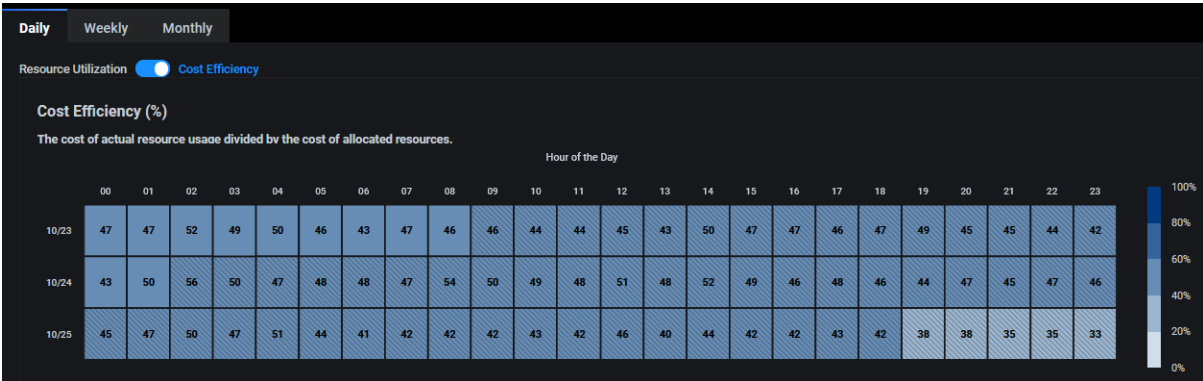 Daily Weekly Monthly
Resource Utilization Cost Efficiency
Cost Efficiency (%)
The cost of actual resource usage divided by the cost of allocated resources.
Hour of the Day
00 01 02 03 04 05 06 07 08 09 10 11 12 13 14 15 16 17 18 19 20 21 22 23
10/23 47 47 52 49 50 46 43 47 46 46 44 44 45 43 50 47 47 46 47 49 45 45 44 42
10/24 43 50 56 50 47 48 48 47 54 50 49 48 51 48 52 49 46 48 46 44 47 45 47 46
10/25 45 47 50 47 51 44 41 42 42 42 43 42 46 40 44 42 42 43 42 38 38 35 35 33
100%
80%
60%
40%
20%
0%